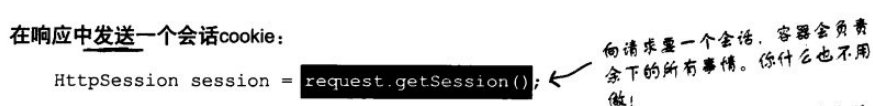 在响应中发送一个会话cookie：
HttpSession session = request.getSession();
向请求要一个会话，容器会负责
余下的所有事情。你什么也不用
做！